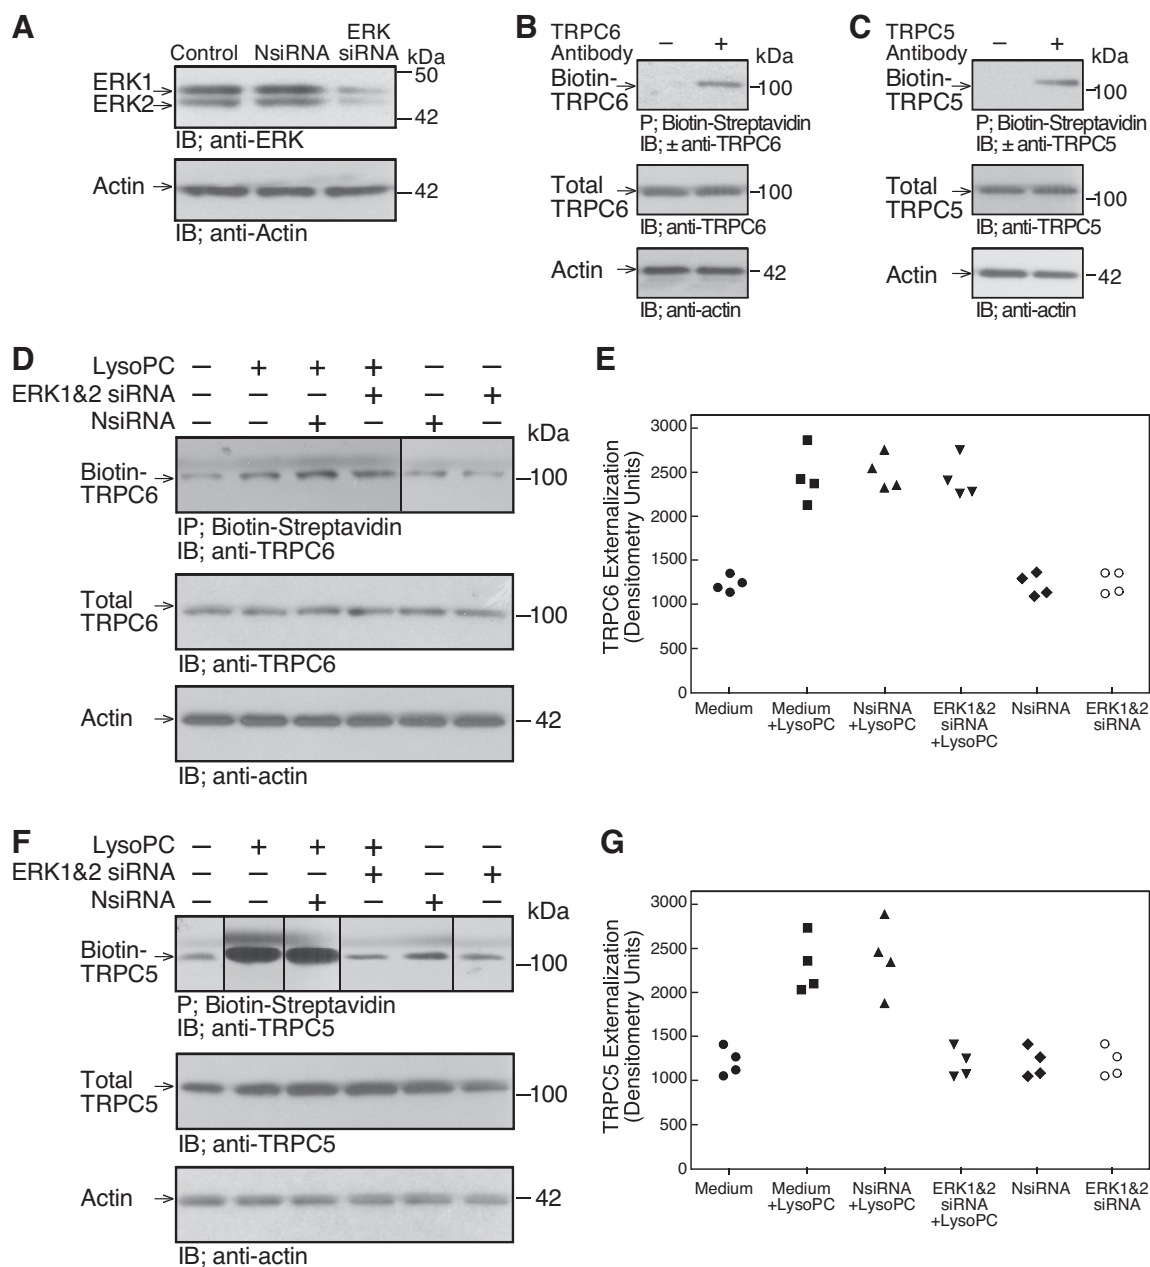 A
Control NsiRNA ERK siRNA kDa
ERK1
ERK2
50
42
IB; anti-ERK
Actin
42
IB; anti-Actin
B
TRPC6
Antibody − + kDa
Biotin-
TRPC6
100
P; Biotin-Streptavidin
IB; ± anti-TRPC6
Total
TRPC6
100
IB; anti-TRPC6
Actin
42
IB; anti-actin
C
TRPC5
Antibody − + kDa
Biotin-
TRPC5
100
P; Biotin-Streptavidin
IB; ± anti-TRPC5
Total
TRPC5
100
IB; anti-TRPC5
Actin
42
IB; anti-actin
D
LysoPC − + + + − −
ERK1&2 siRNA − − − + − +
NsiRNA − − + − + −
kDa
Biotin-
TRPC6
100
IP; Biotin-Streptavidin
IB; anti-TRPC6
Total
TRPC6
100
IB; anti-TRPC6
Actin
42
IB; anti-actin
E
TRPC6 Externalization
(Densitometry Units)
3000
2500
2000
1500
1000
500
0
Medium
Medium
+LysoPC
NsiRNA
+LysoPC
ERK1&2
siRNA
+LysoPC
NsiRNA
ERK1&2
siRNA
F
LysoPC − + + + − −
ERK1&2 siRNA − − − + − +
NsiRNA − − + − + −
kDa
Biotin-
TRPC5
100
P; Biotin-Streptavidin
IB; anti-TRPC5
Total
TRPC5
100
IB; anti-TRPC5
Actin
42
IB; anti-actin
G
TRPC5 Externalization
(Densitometry Units)
3000
2500
2000
1500
1000
500
0
Medium
Medium
+LysoPC
NsiRNA
+LysoPC
ERK1&2
siRNA
+LysoPC
NsiRNA
ERK1&2
siRNA